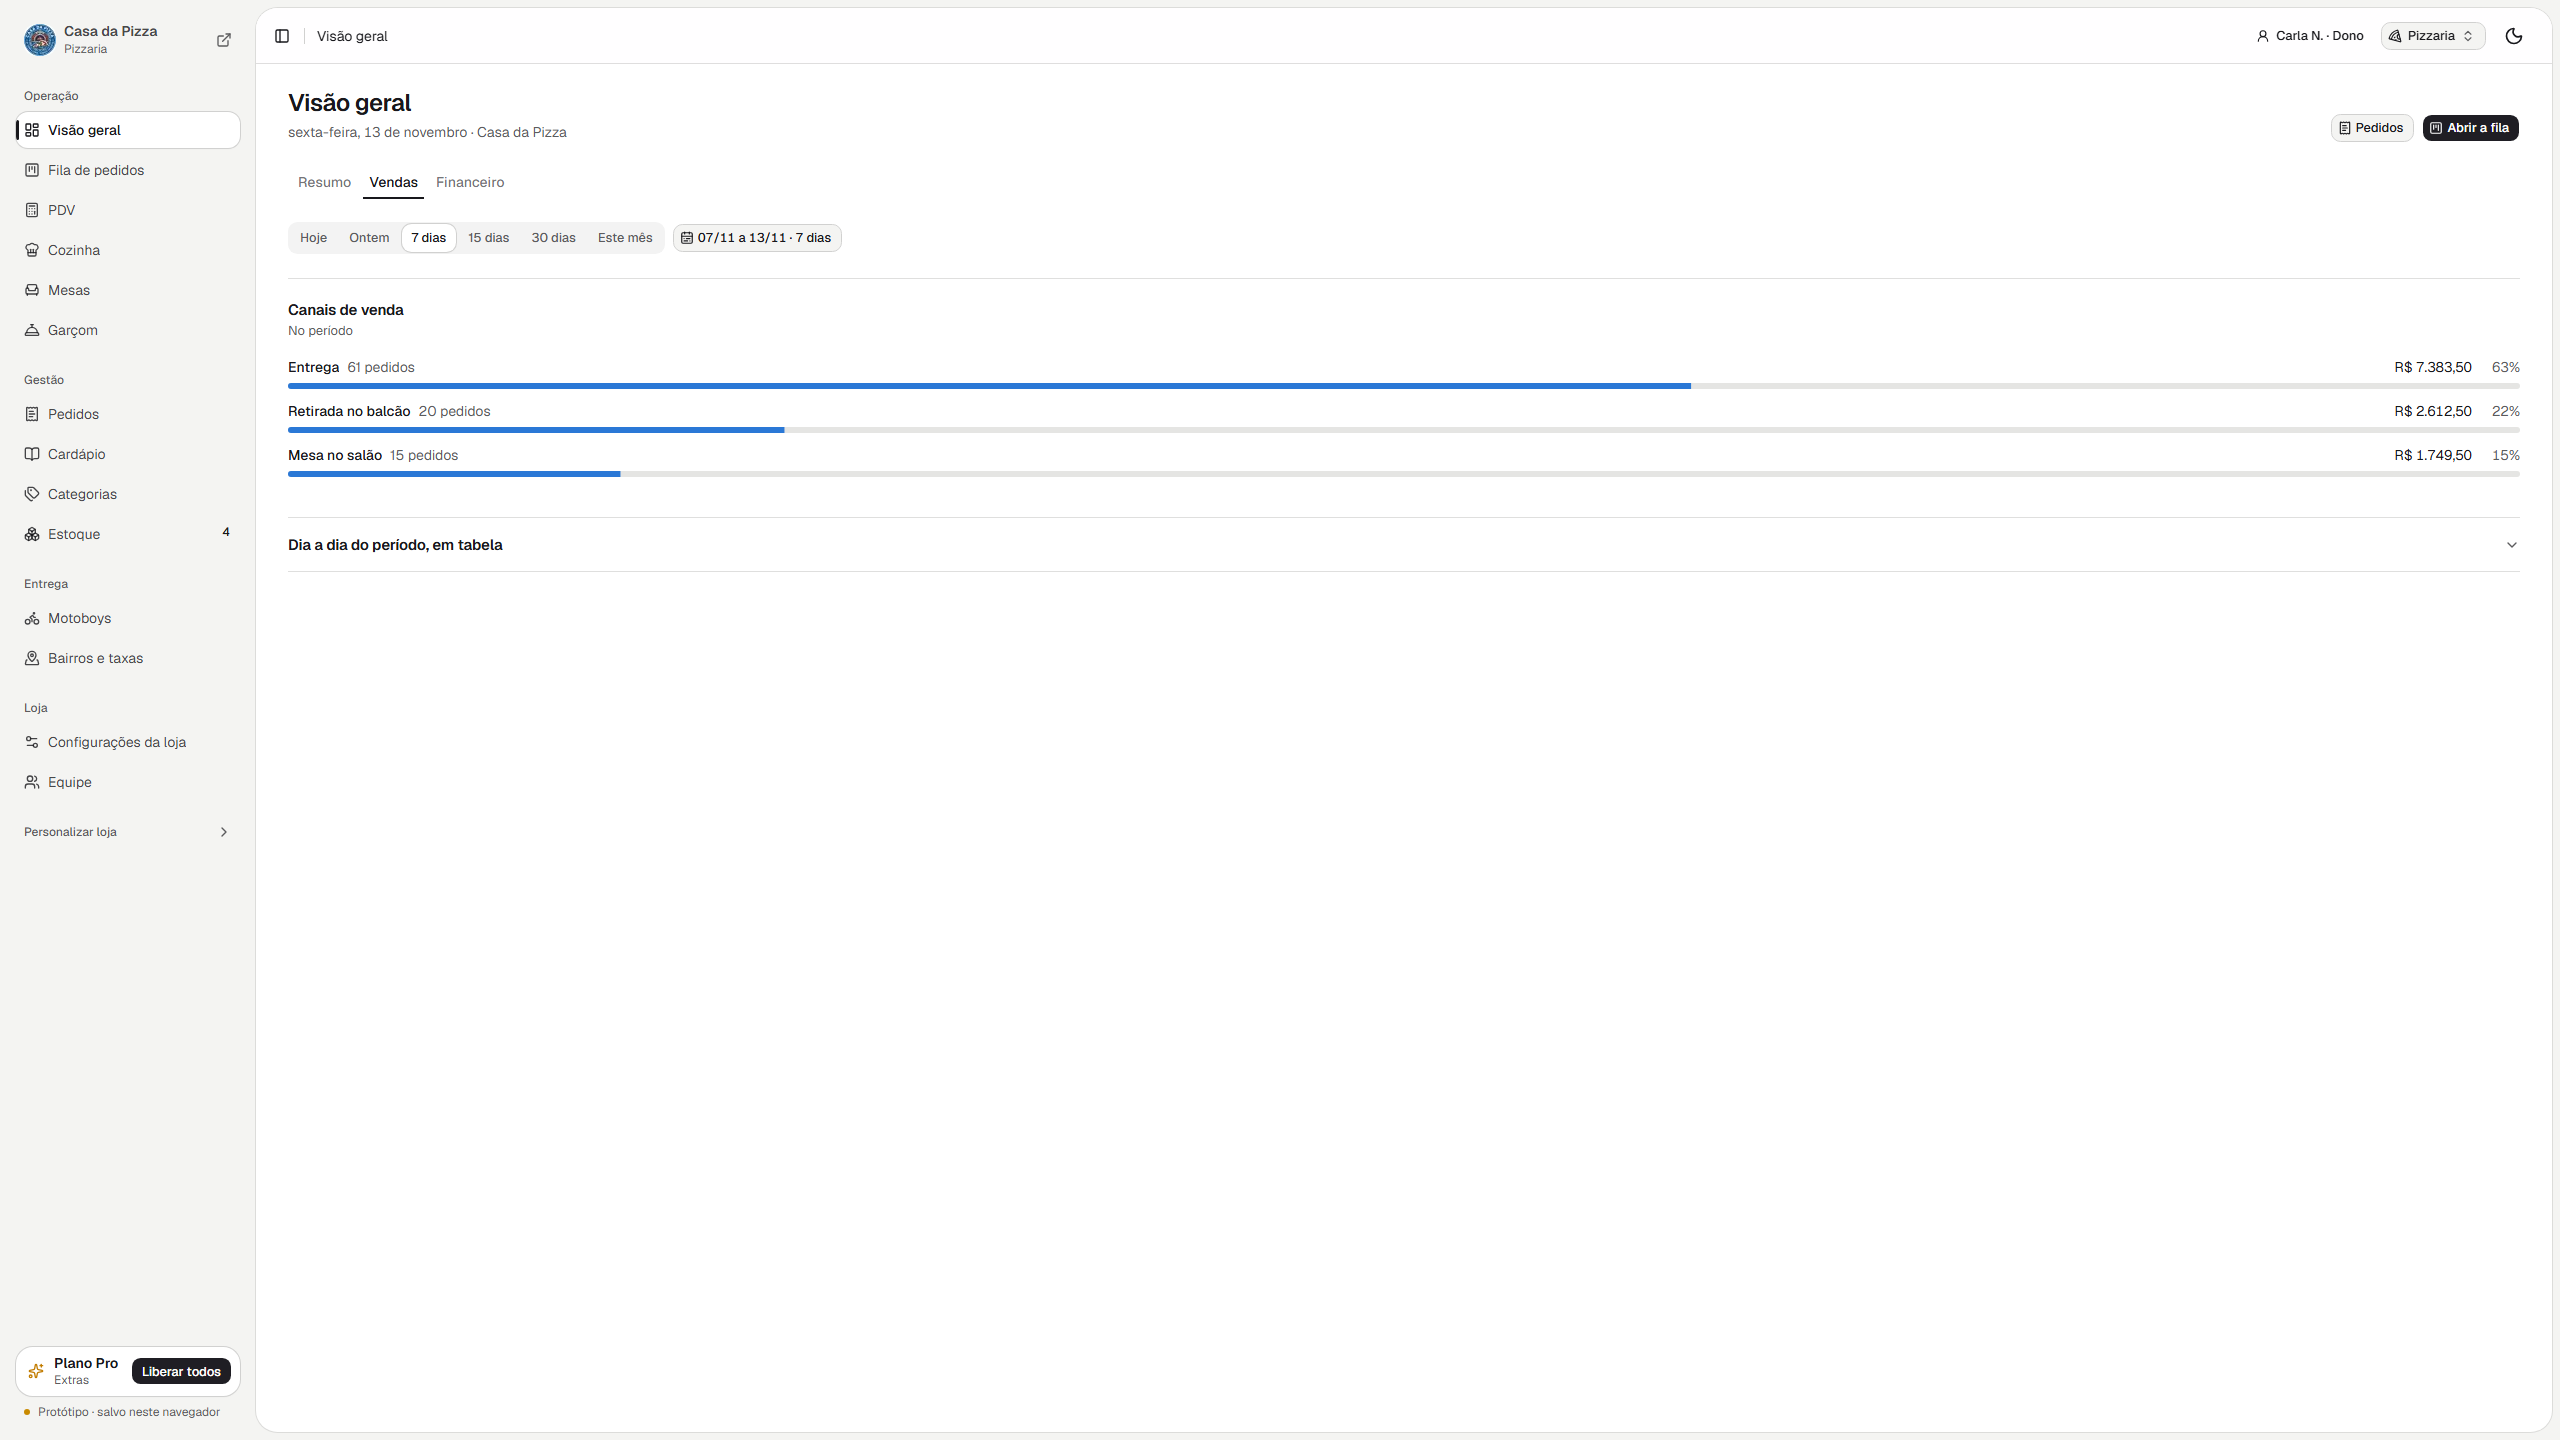 Casa da Pizza
Pizzaria
Operação
Visão geral
Fila de pedidos
PDV
Cozinha
Mesas
Garçom
Gestão
Pedidos
Cardápio
Categorias
Estoque 4
Entrega
Motoboys
Bairros e taxas
Loja
Configurações da loja
Equipe
Personalizar loja
Plano Pro
Extras
Liberar todos
Protótipo · salvo neste navegador
Visão geral
Carla N. · Dono
Pizzaria
Visão geral
sexta-feira, 13 de novembro · Casa da Pizza
Pedidos
Abrir a fila
Resumo Vendas Financeiro
Hoje Ontem 7 dias 15 dias 30 dias Este mês 07/11 a 13/11 · 7 dias
Canais de venda
No período
Entrega 61 pedidos R$ 7.383,50 63%
Retirada no balcão 20 pedidos R$ 2.612,50 22%
Mesa no salão 15 pedidos R$ 1.749,50 15%
Dia a dia do período, em tabela